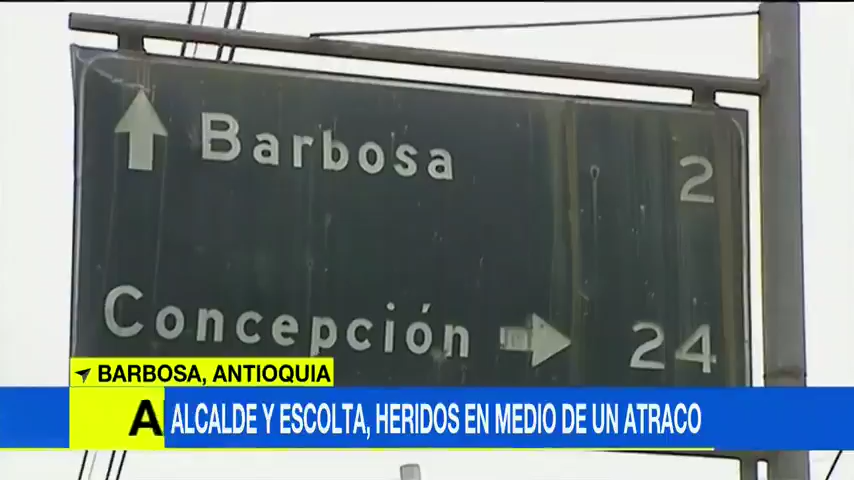 Barbosa 2
Concepción 24
BARBOSA, ANTIOQUIA
A ALCALDE Y ESCOLTA, HERIDOS EN MEDIO DE UN ATRACO